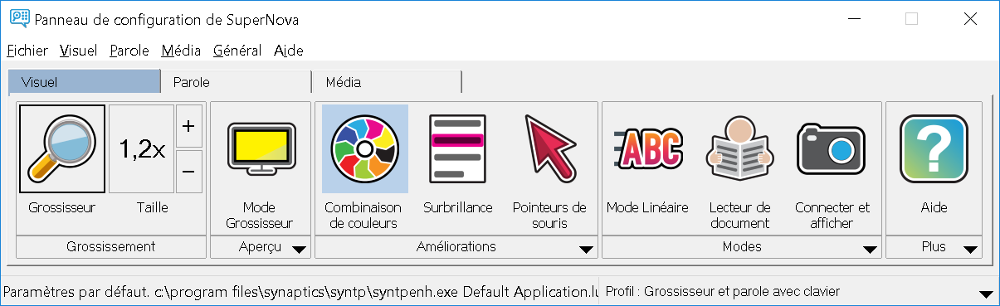 Panneau de configuration de SuperNova
Fichier Visuel Parole Média Général Aide
Visuel Parole Média
1,2x
+
−
ABC
?
Grossisseur Taille Mode Grossisseur Combinaison de couleurs Surbrillance Pointeurs de souris Mode Linéaire Lecteur de document Connecter et afficher Aide
Grossissement Aperçu Améliorations Modes Plus
Paramètres par défaut. c:\program files\synaptics\syntp\syntpenh.exe Default Application.lu Profil : Grossisseur et parole avec clavier